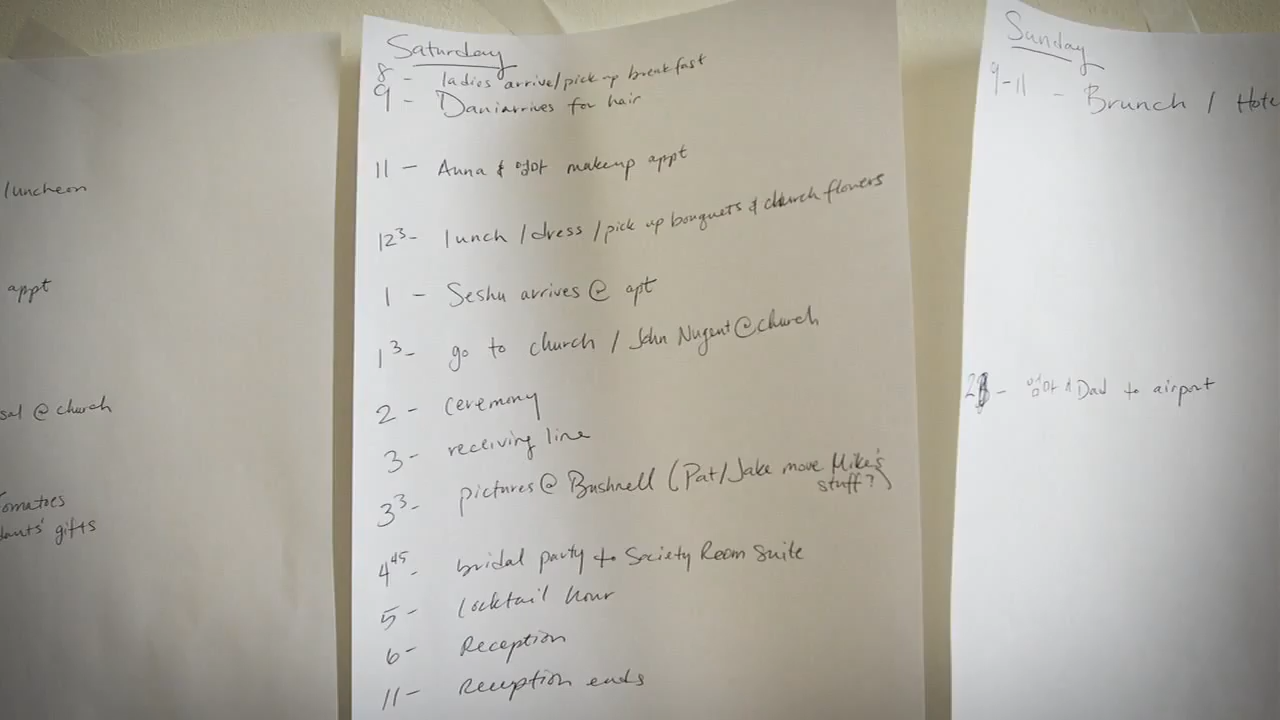 luncheon
appt
sal @ church
omatoes
dants' gifts
Saturday
8 - ladies arrive/pick up breakfast
9 - Dani arrives for hair
11 - Anna & makeup appt
12³ - lunch / dress / pick up bouquets & church flowers
1 - Seshu arrives @ apt
1³ - go to church / John Nugent @ church
2 - ceremony
3 - receiving line
3³ - pictures @ Bushnell (Pat/Jake move Mike's
stuff?)
4⁴⁵ - bridal party to Society Room Suite
5 - Cocktail hour
6 - Reception
11 - Reception ends
Sunday
9-11 - Brunch / Hote
2 - & Dad to airport